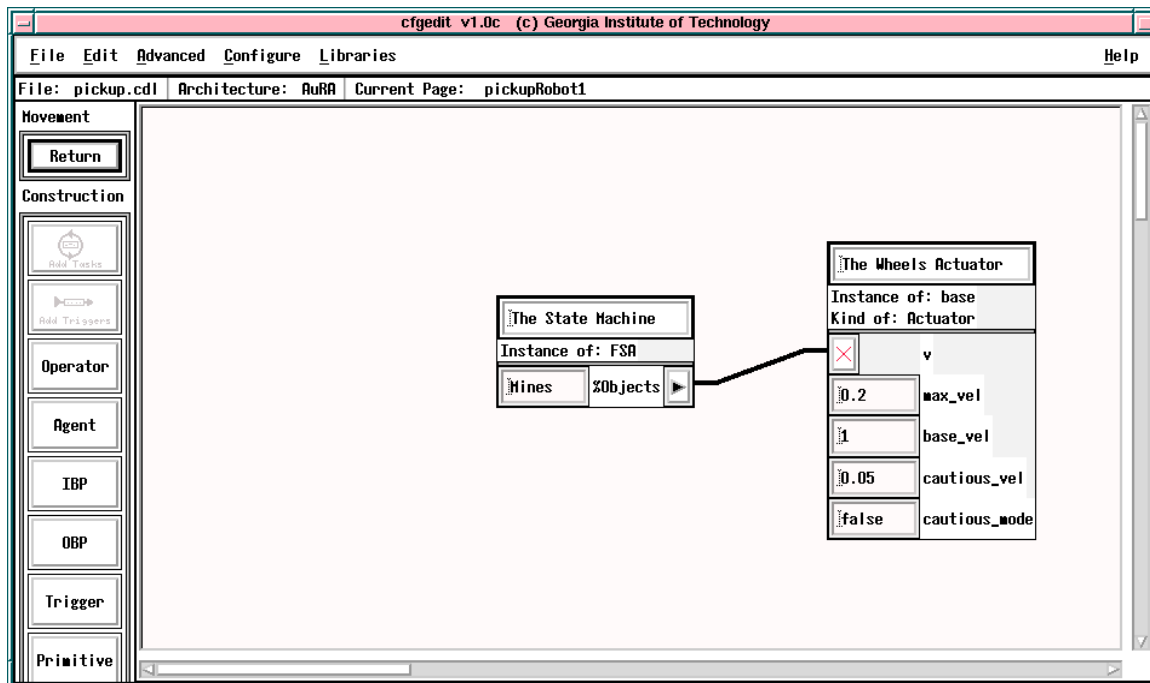 cfgedit v1.0c (c) Georgia Institute of Technology
File Edit Advanced Configure Libraries Help
File: pickup.cdl Architecture: AuRA Current Page: pickupRobot1
Movement
Return
Construction
Add Tasks
Add Triggers
Operator
Agent
IBP
OBP
Trigger
Primitive
The State Machine
Instance of: FSA
Mines %Objects
The Wheels Actuator
Instance of: base
Kind of: Actuator
v
0.2 max_vel
1 base_vel
0.05 cautious_vel
false cautious_mode